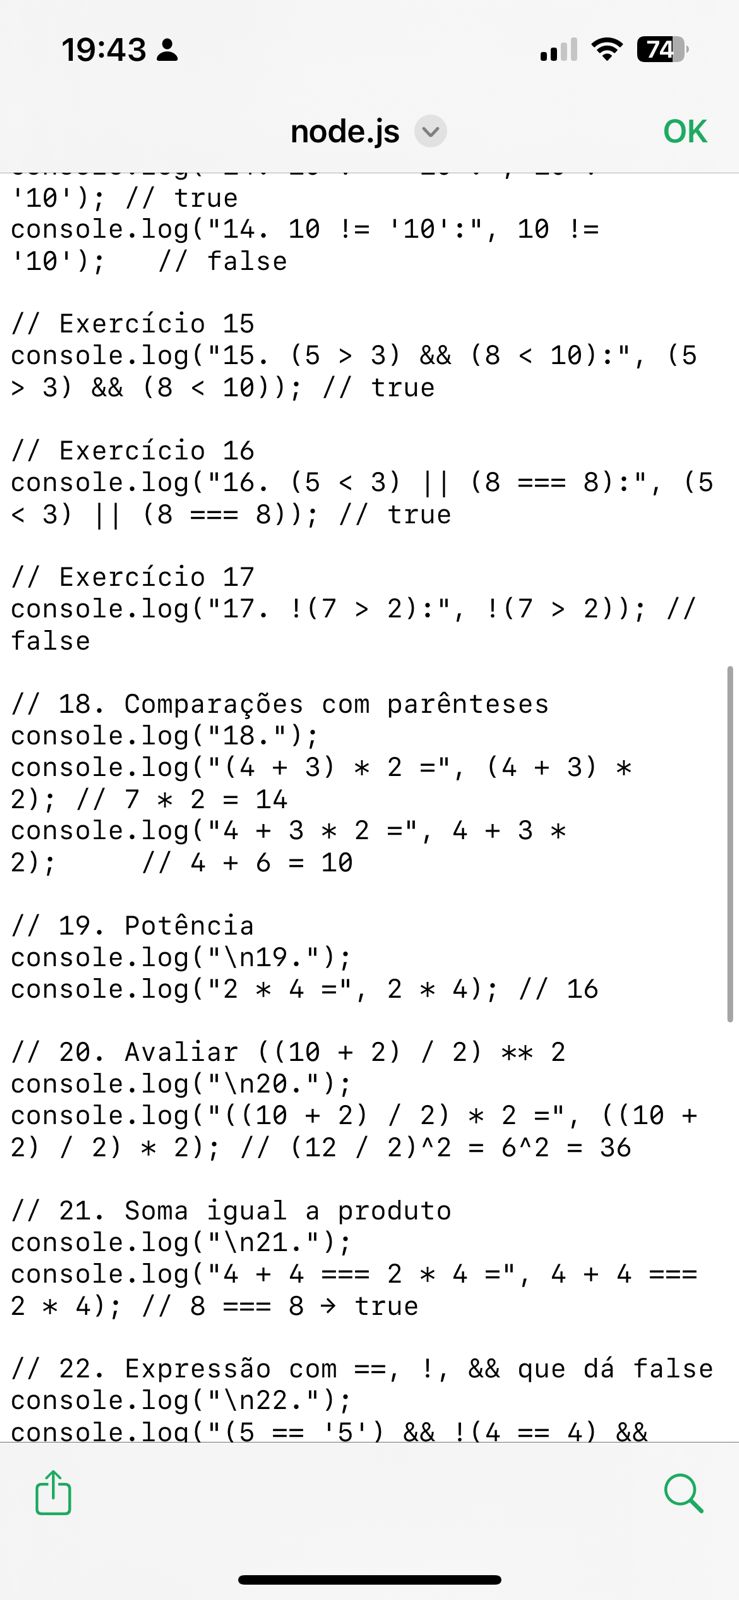 19:43
74
node.js
OK
'10'); // true
console.log("14. 10 != '10':", 10 !=
'10');   // false
// Exercício 15
console.log("15. (5 > 3) && (8 < 10):", (5
> 3) && (8 < 10)); // true
// Exercício 16
console.log("16. (5 < 3) || (8 === 8):", (5
< 3) || (8 === 8)); // true
// Exercício 17
console.log("17. !(7 > 2):", !(7 > 2)); //
false
// 18. Comparações com parênteses
console.log("18.");
console.log("(4 + 3) * 2 =", (4 + 3) *
2); // 7 * 2 = 14
console.log("4 + 3 * 2 =", 4 + 3 *
2);     // 4 + 6 = 10
// 19. Potência
console.log("\n19.");
console.log("2 * 4 =", 2 * 4); // 16
// 20. Avaliar ((10 + 2) / 2) ** 2
console.log("\n20.");
console.log("((10 + 2) / 2) * 2 =", ((10 +
2) / 2) * 2); // (12 / 2)^2 = 6^2 = 36
// 21. Soma igual a produto
console.log("\n21.");
console.log("4 + 4 === 2 * 4 =", 4 + 4 ===
2 * 4); // 8 === 8 → true
// 22. Expressão com ==, !, && que dá false
console.log("\n22.");
console.log("(5 == '5') && !(4 == 4) &&